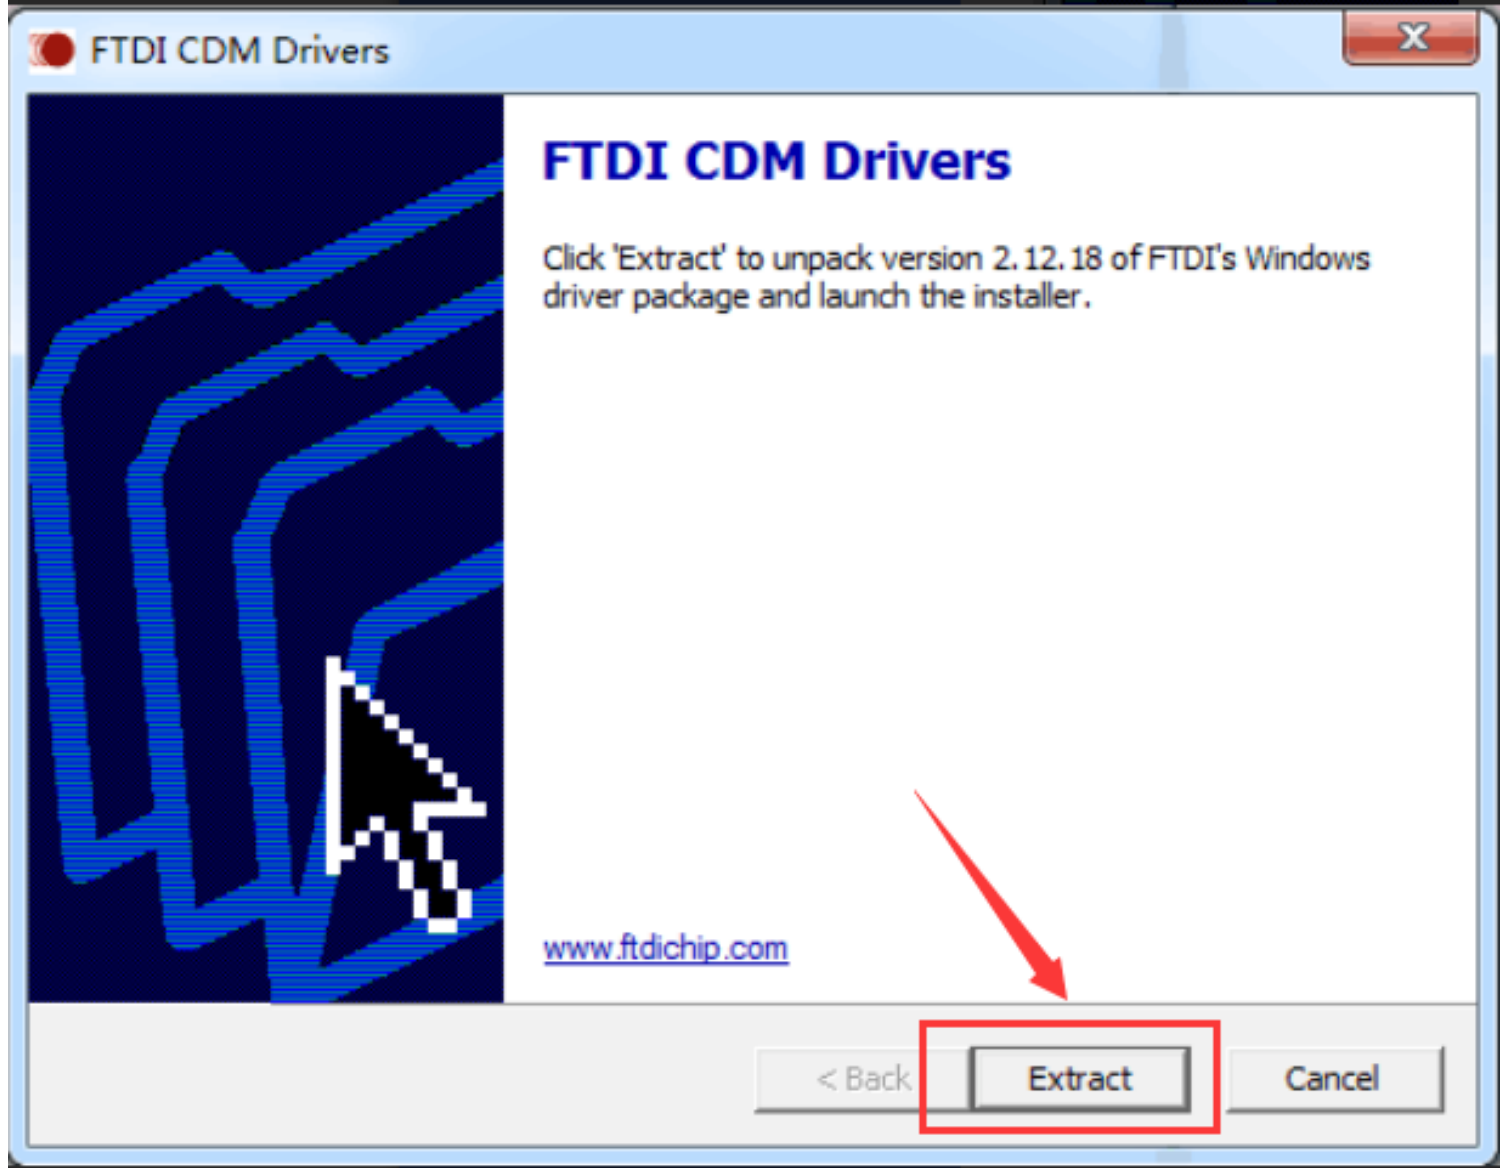 FTDI CDM Drivers
FTDI CDM Drivers
Click 'Extract' to unpack version 2.12.18 of FTDI's Windows
driver package and launch the installer.
www.ftdichip.com
< Back
Extract
Cancel